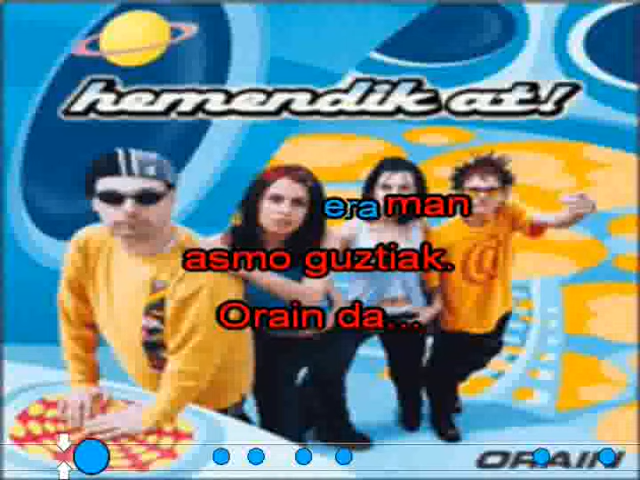 hemendik at!
eraman
asmo guztiak.
Orain da...
ORAIN